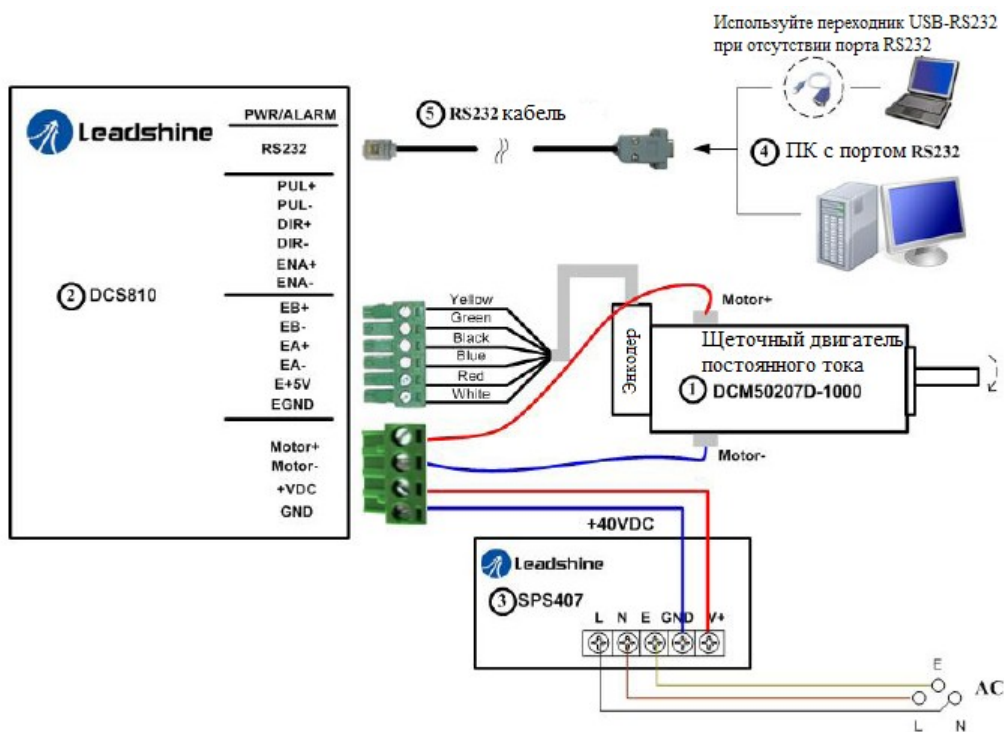 Используйте переходник USB-RS232
при отсутствии порта RS232
Leadshine
PWR/ALARM
RS232
⑤ RS232 кабель
④ ПК с портом RS232
PUL+
PUL-
DIR+
DIR-
ENA+
ENA-
② DCS810
EB+
EB-
EA+
EA-
E+5V
EGND
Yellow
Green
Black
Blue
Red
White
Motor+
Энкодер
Щеточный двигатель
постоянного тока
① DCM50207D-1000
Motor-
Motor+
Motor-
+VDC
GND
+40VDC
Leadshine
③ SPS407
L N E GND V+
E
AC
L N